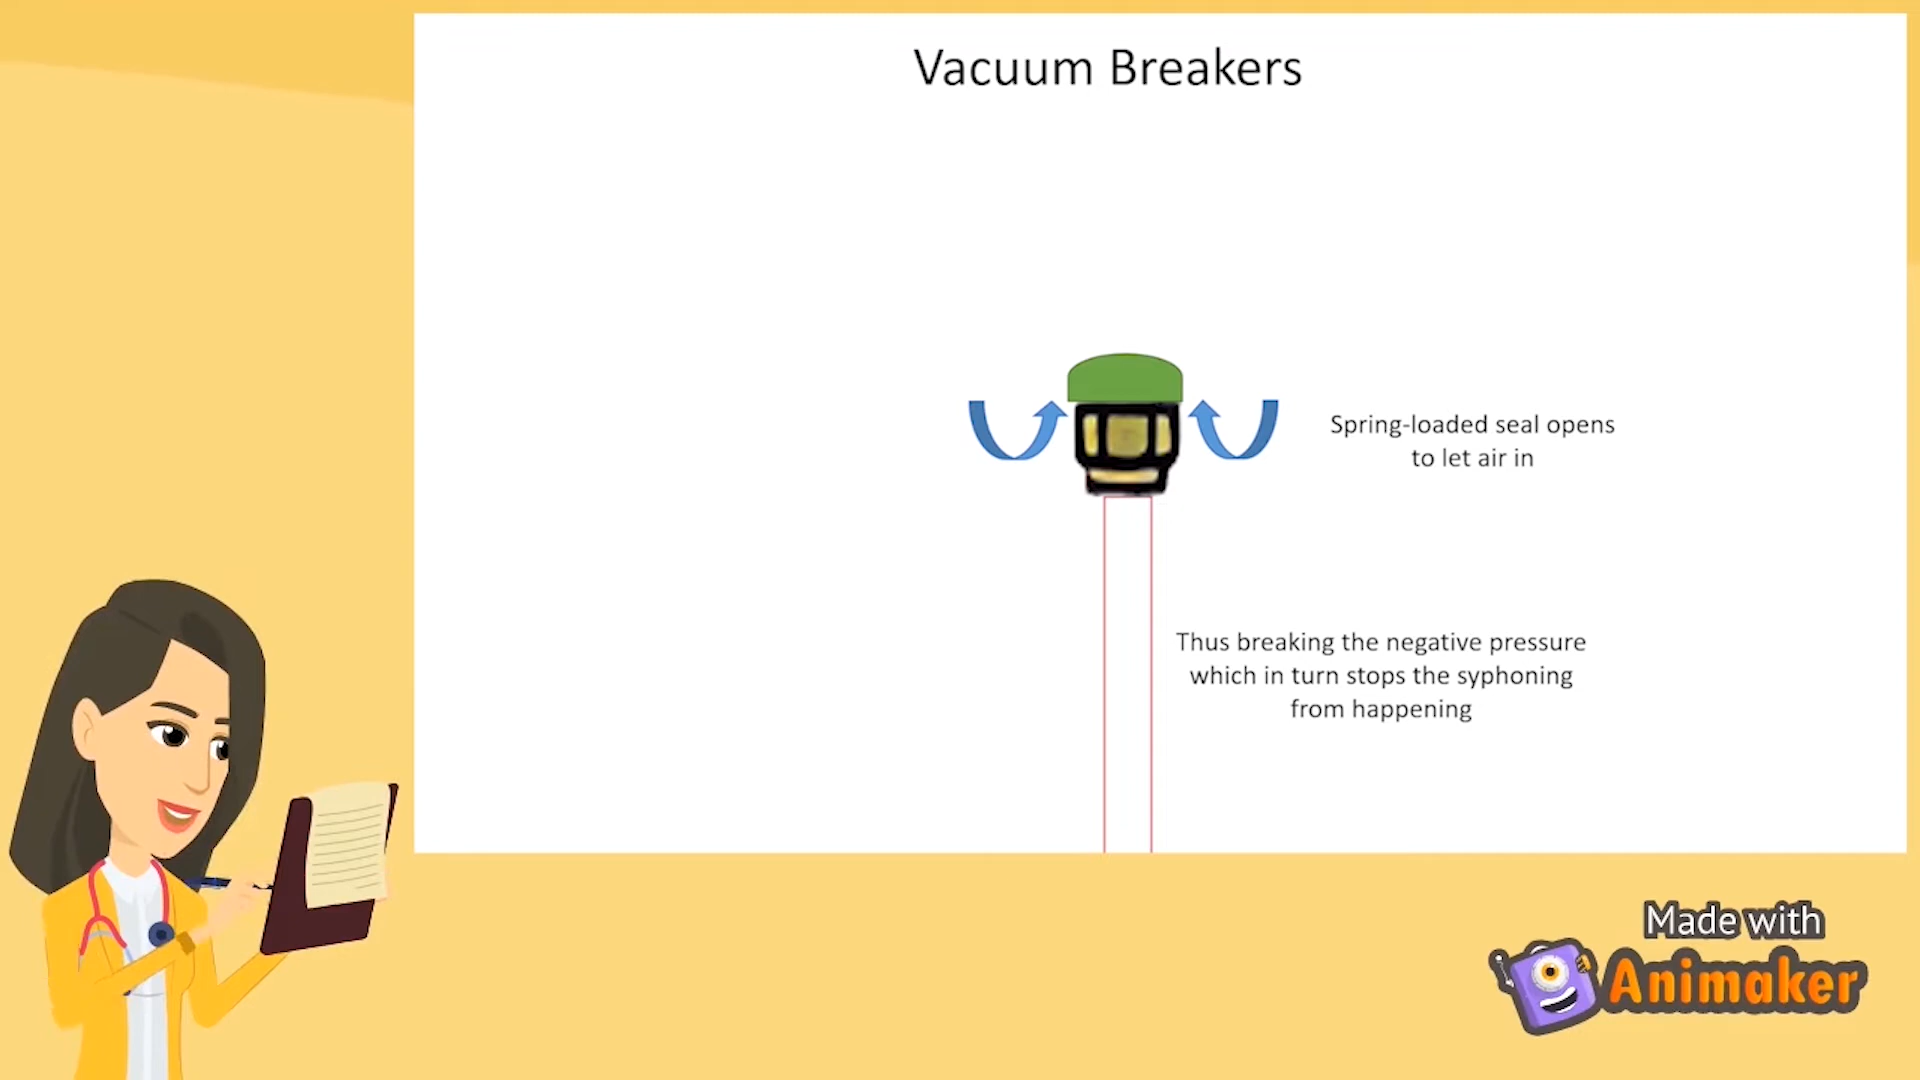 Vacuum Breakers
Spring-loaded seal opens
to let air in
Thus breaking the negative pressure
which in turn stops the syphoning
from happening
Made with
Animaker